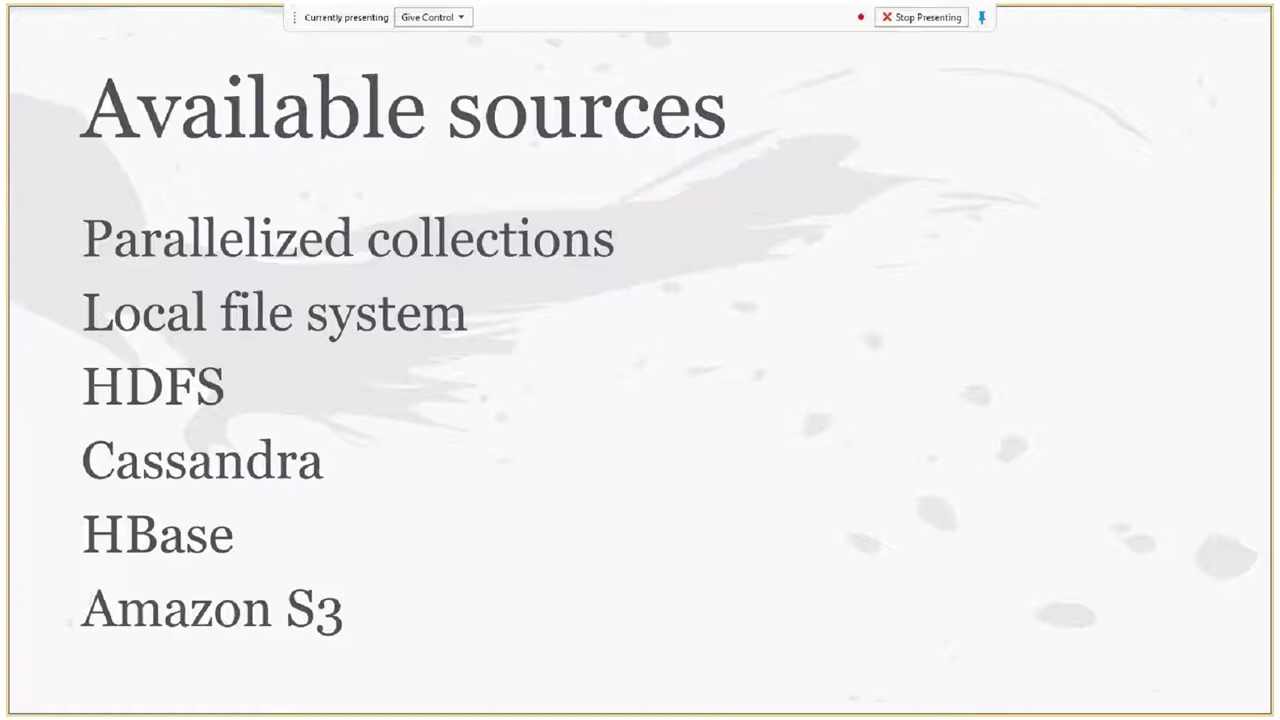 Currently presenting Give Control Stop Presenting
Available sources
Parallelized collections
Local file system
HDFS
Cassandra
HBase
Amazon S3